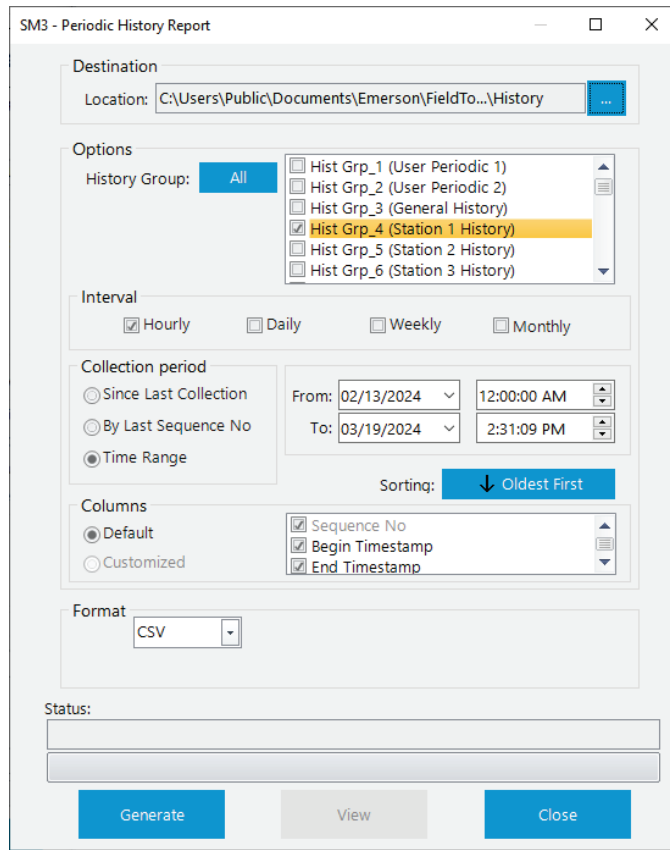 SM3 - Periodic History Report
Destination
Location: C:\Users\Public\Documents\Emerson\FieldTo...\History ...
Options
History Group: All
Hist Grp_1 (User Periodic 1)
Hist Grp_2 (User Periodic 2)
Hist Grp_3 (General History)
Hist Grp_4 (Station 1 History)
Hist Grp_5 (Station 2 History)
Hist Grp_6 (Station 3 History)
Interval
Hourly Daily Weekly Monthly
Collection period
Since Last Collection
By Last Sequence No
Time Range
From: 02/13/2024 12:00:00 AM
To: 03/19/2024 2:31:09 PM
Sorting: Oldest First
Columns
Default
Customized
Sequence No
Begin Timestamp
End Timestamp
Format
CSV
Status:
Generate View Close